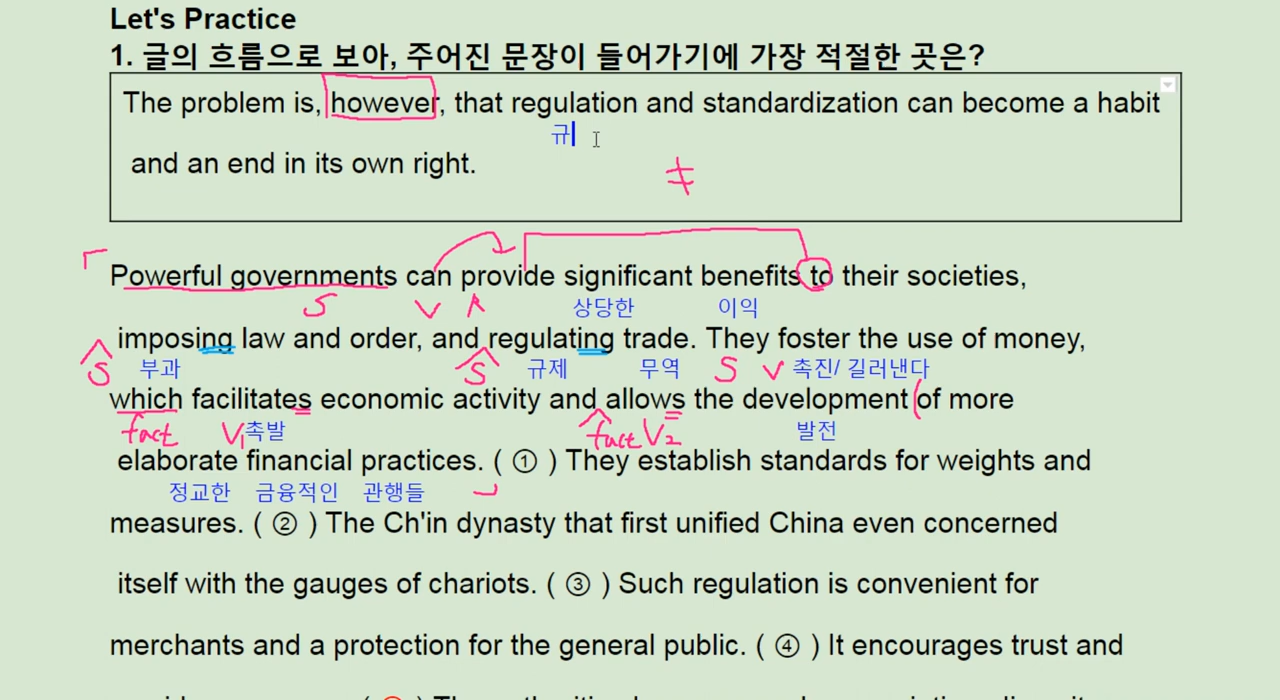 Let's Practice
1. 글의 흐름으로 보아, 주어진 문장이 들어가기에 가장 적절한 곳은?
The problem is, however, that regulation and standardization can become a habit
규
and an end in its own right.
≠
Powerful governments can provide significant benefits to their societies,
S V R 상당한 이익
imposing law and order, and regulating trade. They foster the use of money,
S 부과 S 규제 무역 S V 촉진/ 길러낸다
which facilitates economic activity and allows the development of more
fact V1 촉발 fact V2 발전
elaborate financial practices. ( ① ) They establish standards for weights and
정교한 금융적인 관행들
measures. ( ② ) The Ch'in dynasty that first unified China even concerned
itself with the gauges of chariots. ( ③ ) Such regulation is convenient for
merchants and a protection for the general public. ( ④ ) It encourages trust and